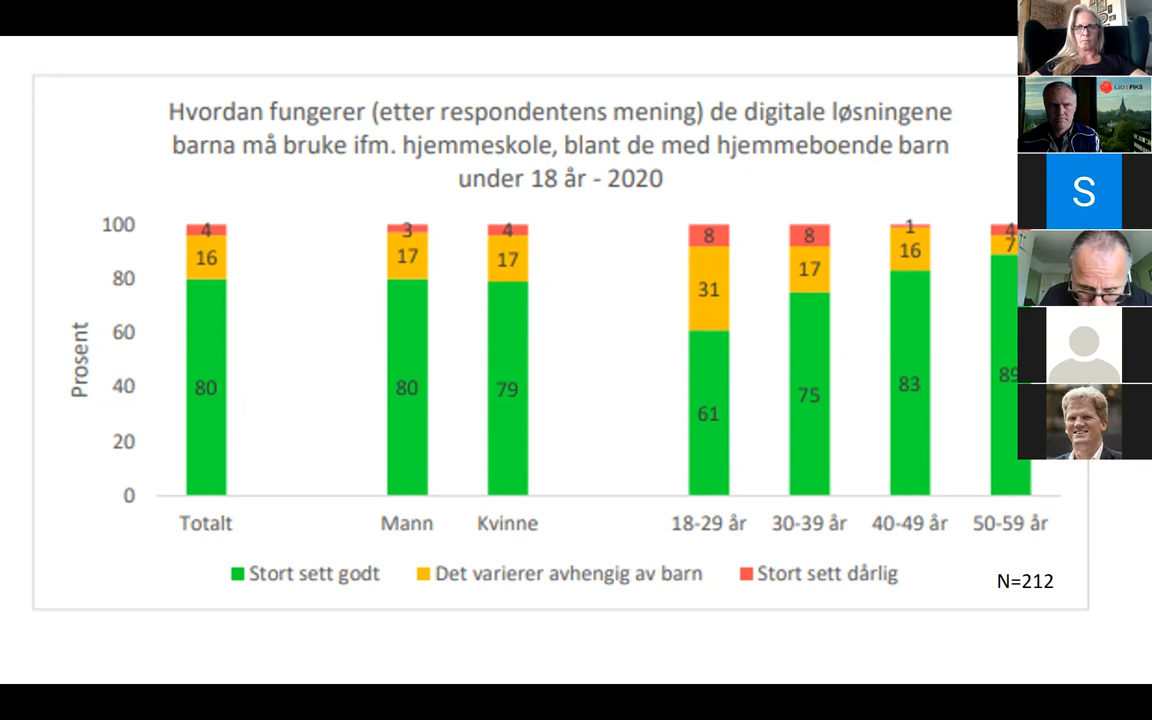 Hvordan fungerer (etter respondentens mening) de digitale løsningene
barna må bruke ifm. hjemmeskole, blant de med hjemmeboende barn
under 18 år - 2020
Prosent
100
80
60
40
20
0
4
16
80
3
17
80
4
17
79
8
31
61
8
17
75
1
16
83
4
7
89
Totalt
Mann
Kvinne
18-29 år
30-39 år
40-49 år
50-59 år
Stort sett godt
Det varierer avhengig av barn
Stort sett dårlig
N=212
S